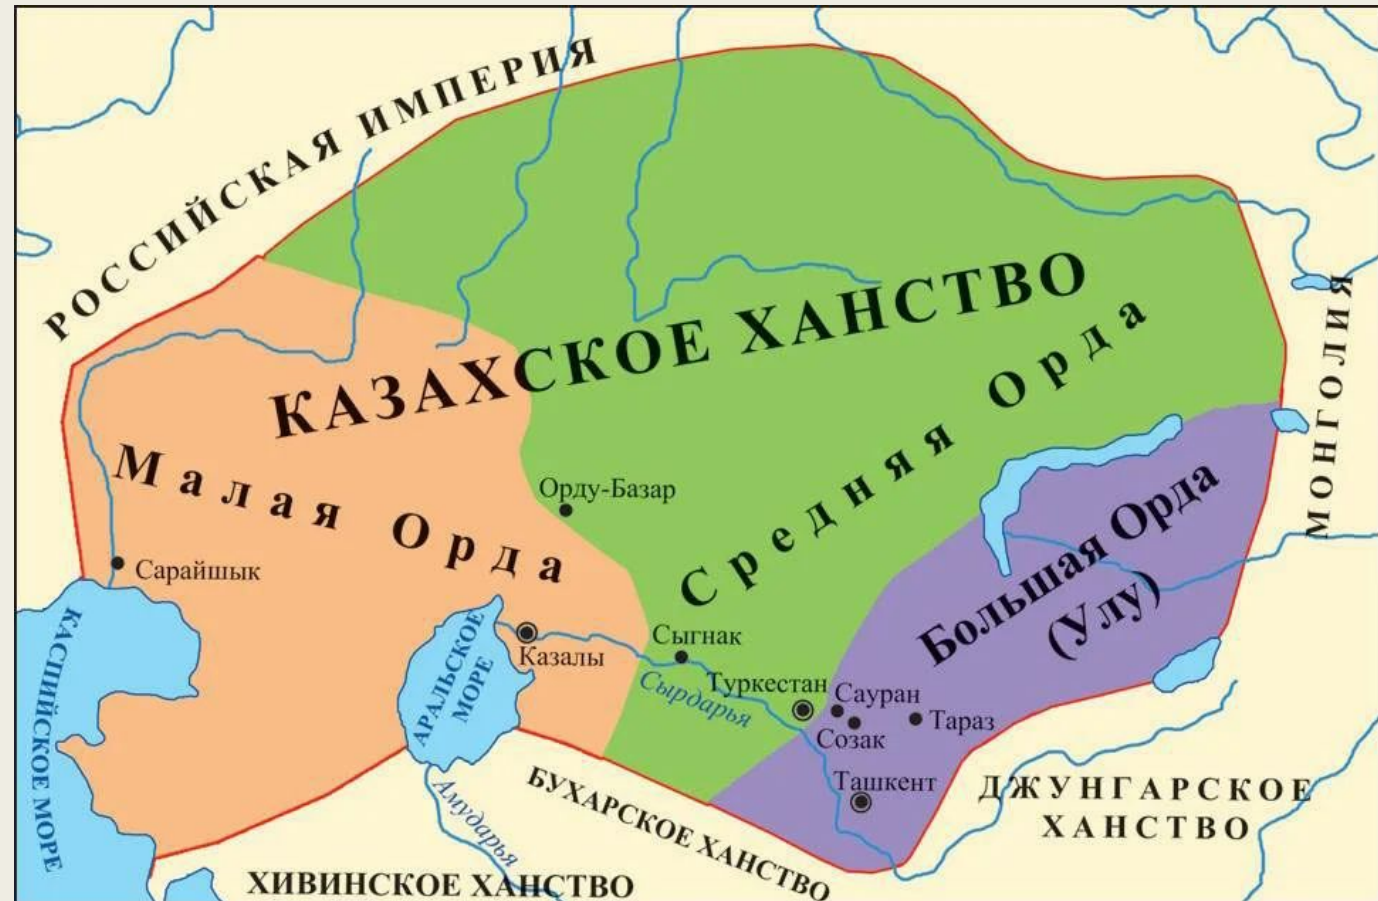 РОССИЙСКАЯ ИМПЕРИЯ
КАЗАХСКОЕ ХАНСТВО
МОНГОЛИЯ
Средняя Орда
Малая Орда
Орду-Базар
Большая Орда
(Улу)
Сарайшык
КАСПИЙСКОЕ МОРЕ
АРАЛЬСКОЕ
МОРЕ
Казалы
Сыгнак
Сырдарья
Туркестан
Сауран
Созак
Тараз
Ташкент
ДЖУНГАРСКОЕ
ХАНСТВО
БУХАРСКОЕ ХАНСТВО
Амударья
ХИВИНСКОЕ ХАНСТВО